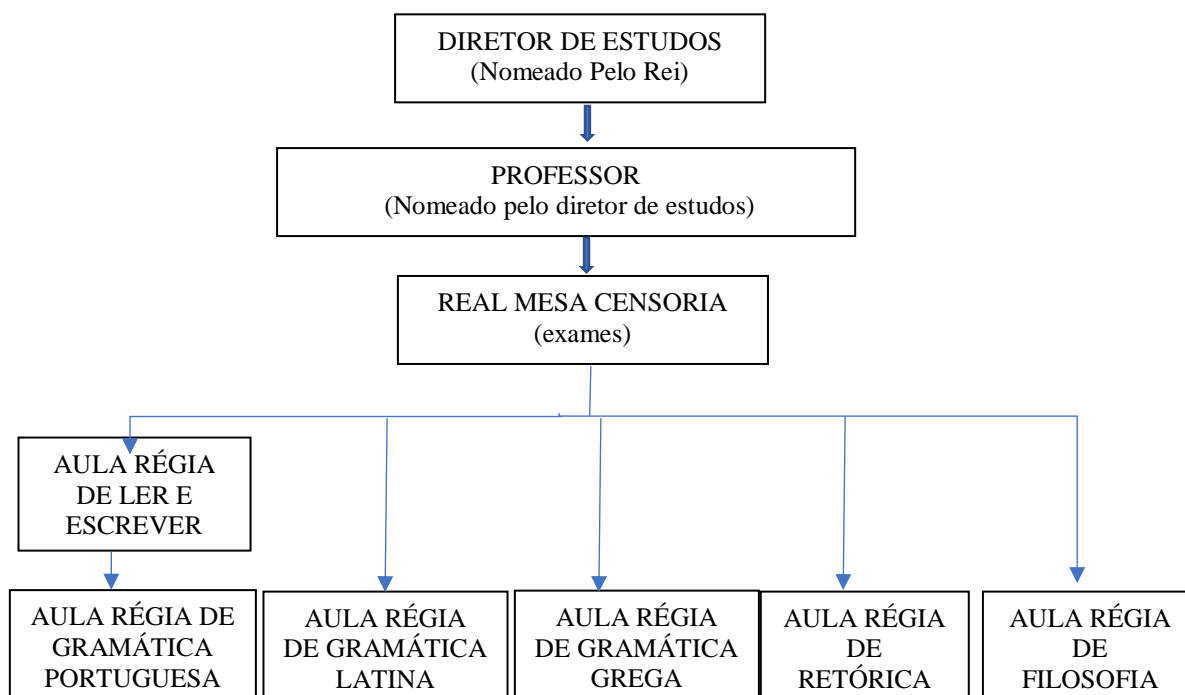 DIRETOR DE ESTUDOS
(Nomeado Pelo Rei)
PROFESSOR
(Nomeado pelo diretor de estudos)
REAL MESA CENSORIA
(exames)
AULA RÉGIA
DE LER E
ESCREVER
AULA RÉGIA DE
GRAMÁTICA
PORTUGUESA
AULA RÉGIA
DE GRAMÁTICA
LATINA
AULA RÉGIA
DE GRAMÁTICA
GREGA
AULA RÉGIA
DE
RETÓRICA
AULA RÉGIA
DE
FILOSOFIA